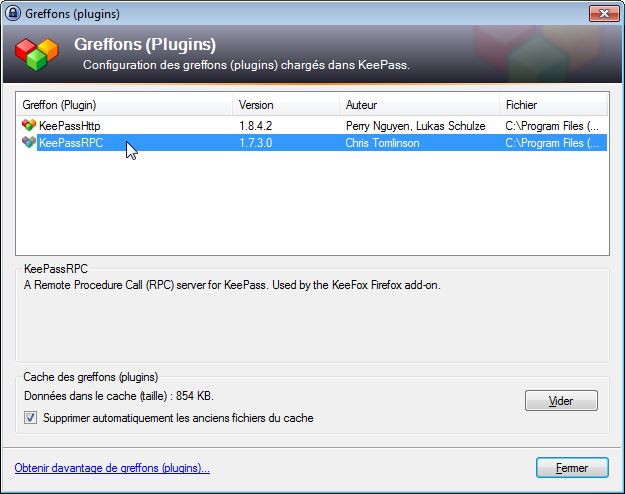 Greffons (plugins)
Greffons (Plugins)
Configuration des greffons (plugins) chargés dans KeePass.
Greffon (Plugin) Version Auteur Fichier
KeePassHttp 1.8.4.2 Perry Nguyen, Lukas Schulze C:\Program Files (...
KeePassRPC 1.7.3.0 Chris Tomlinson C:\Program Files (...
KeePassRPC
A Remote Procedure Call (RPC) server for KeePass. Used by the KeeFox Firefox add-on.
Cache des greffons (plugins)
Données dans le cache (taille) : 854 KB.
Vider
Supprimer automatiquement les anciens fichiers du cache
Obtenir davantage de greffons (plugins)...
Fermer